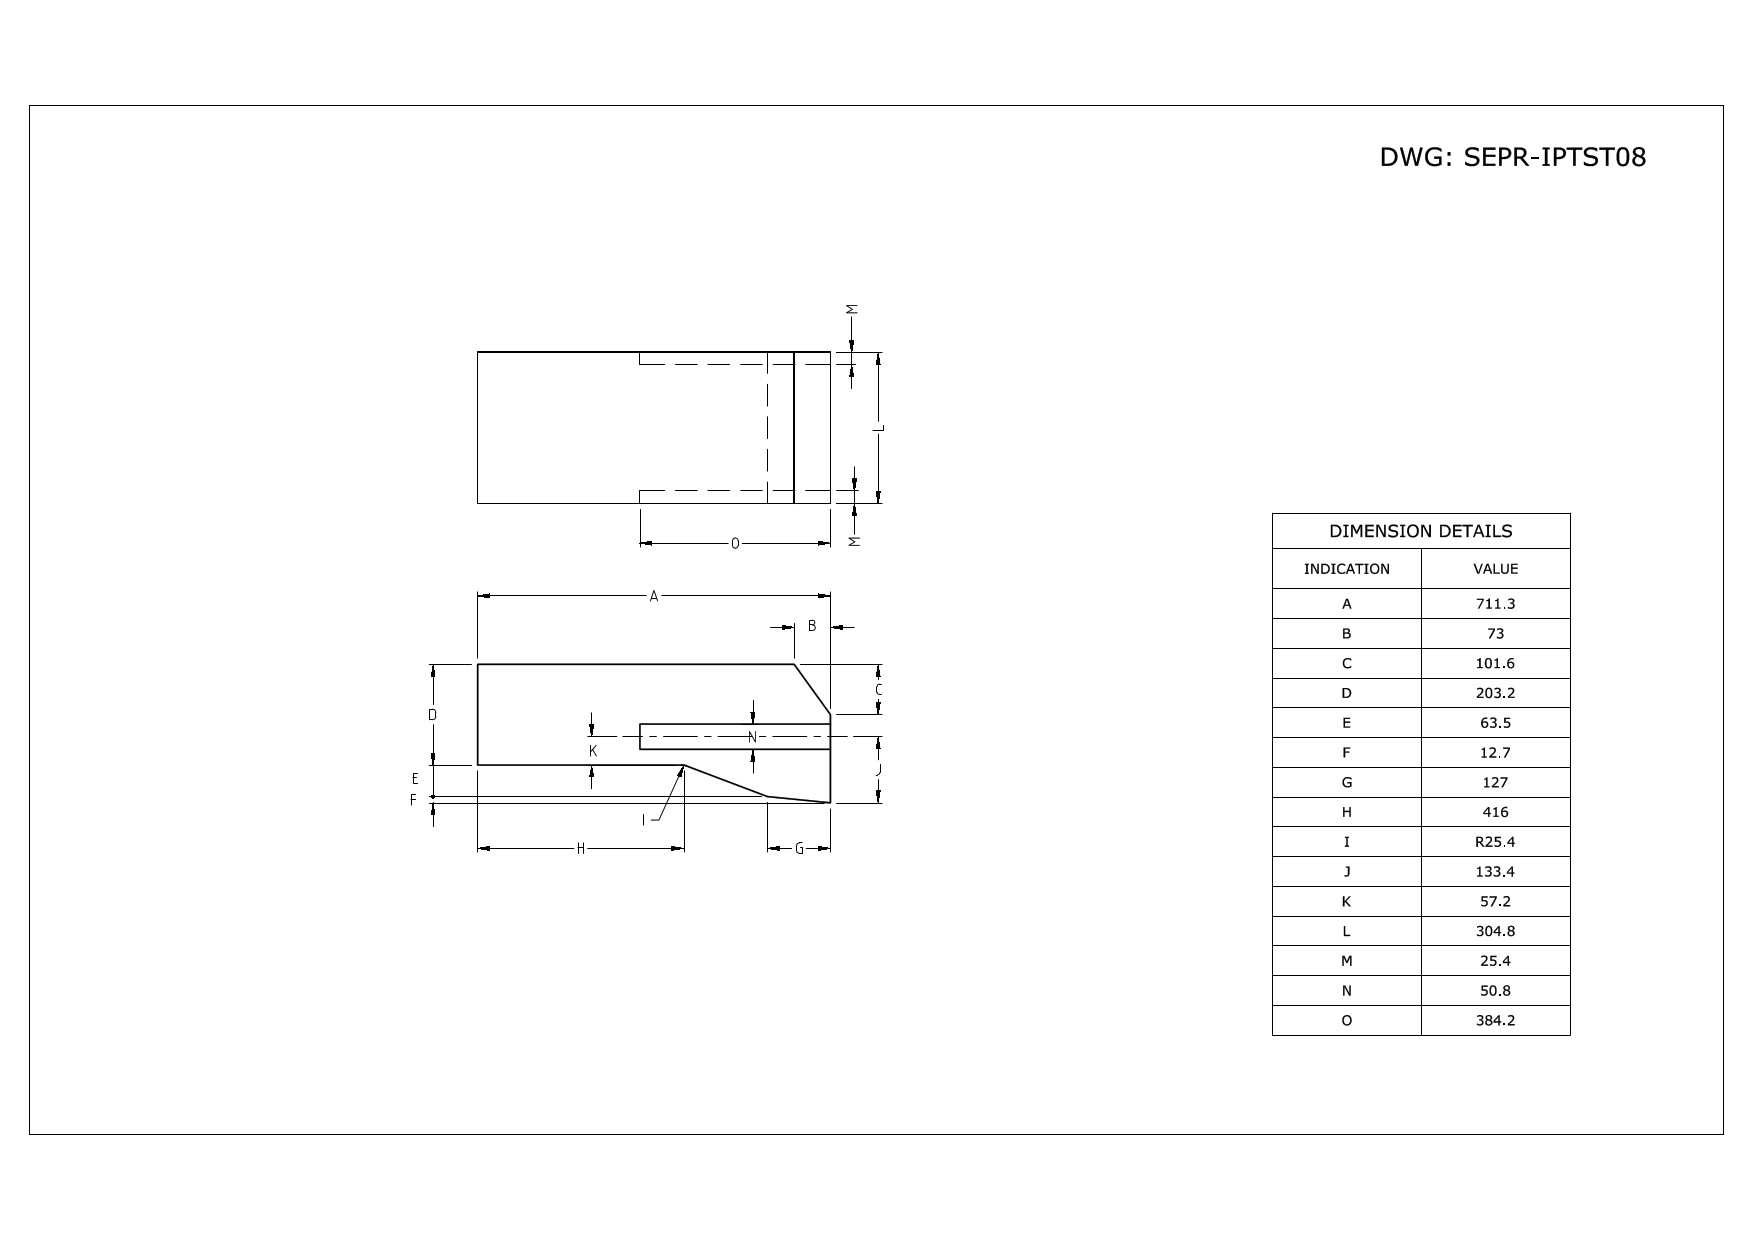 DWG: SEPR-IPTST08
M
L
M
O
A
B
C
D
N
K
J
E
F
I
H
G
DIMENSION DETAILS
INDICATION VALUE
A 711.3
B 73
C 101.6
D 203.2
E 63.5
F 12.7
G 127
H 416
I R25.4
J 133.4
K 57.2
L 304.8
M 25.4
N 50.8
O 384.2